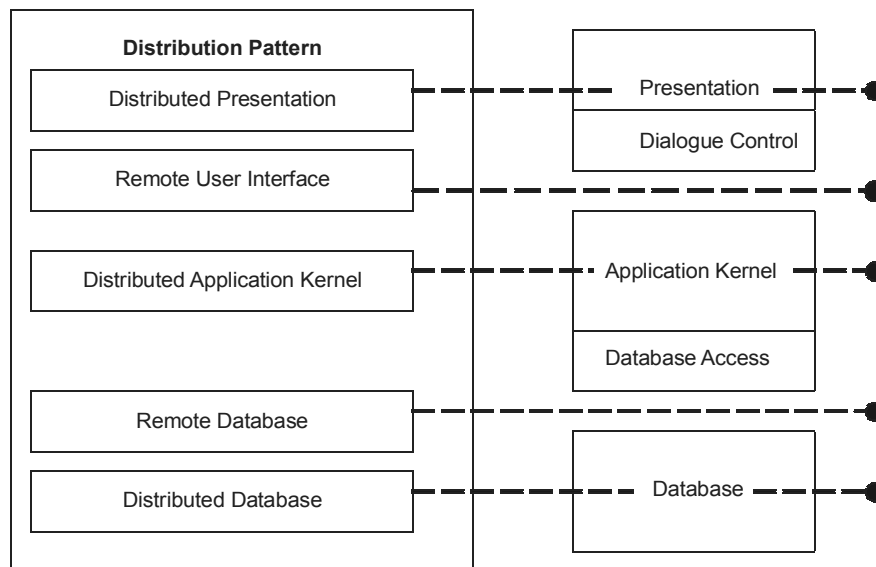 Distribution Pattern
Distributed Presentation
Remote User Interface
Distributed Application Kernel
Remote Database
Distributed Database
Presentation
Dialogue Control
Application Kernel
Database Access
Database